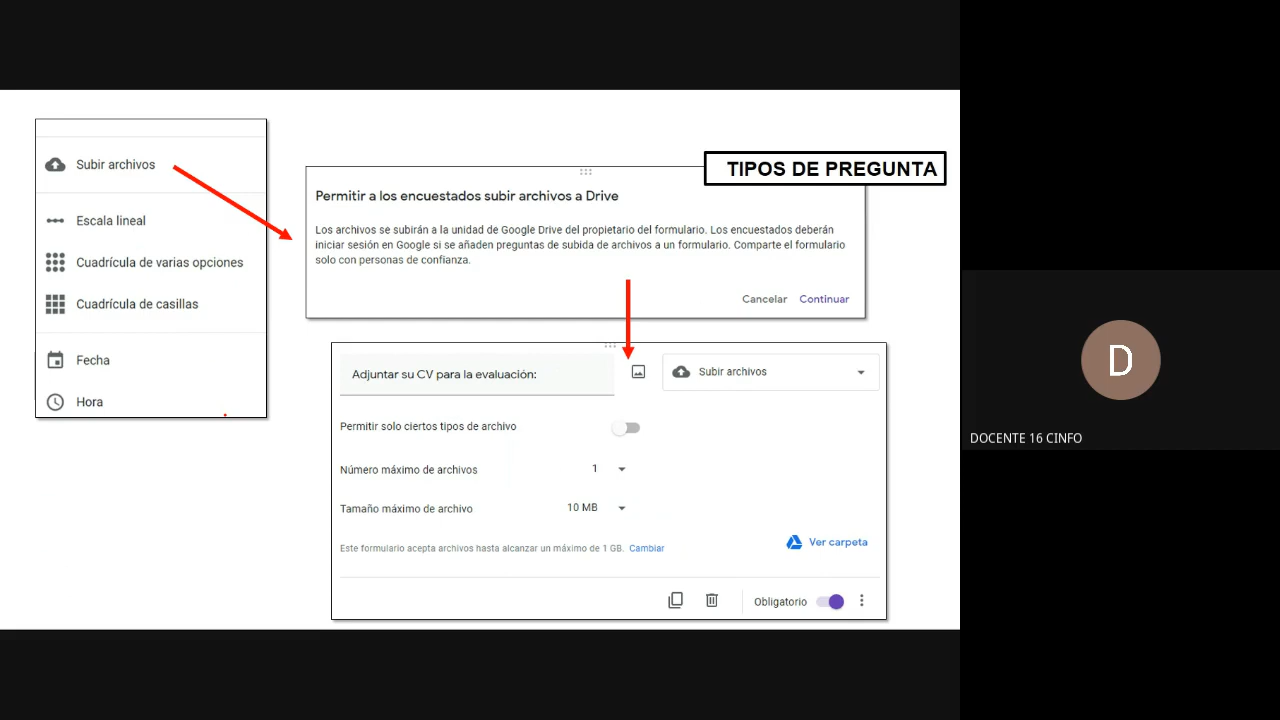 TIPOS DE PREGUNTA
Subir archivos
Escala lineal
Cuadrícula de varias opciones
Cuadrícula de casillas
Fecha
Hora
Permitir a los encuestados subir archivos a Drive
Los archivos se subirán a la unidad de Google Drive del propietario del formulario. Los encuestados deberán
iniciar sesión en Google si se añaden preguntas de subida de archivos a un formulario. Comparte el formulario
solo con personas de confianza.
Cancelar Continuar
Adjuntar su CV para la evaluación:
Subir archivos
Permitir solo ciertos tipos de archivo
Número máximo de archivos 1
Tamaño máximo de archivo 10 MB
Este formulario acepta archivos hasta alcanzar un máximo de 1 GB. Cambiar
Ver carpeta
Obligatorio
D
DOCENTE 16 CINFO